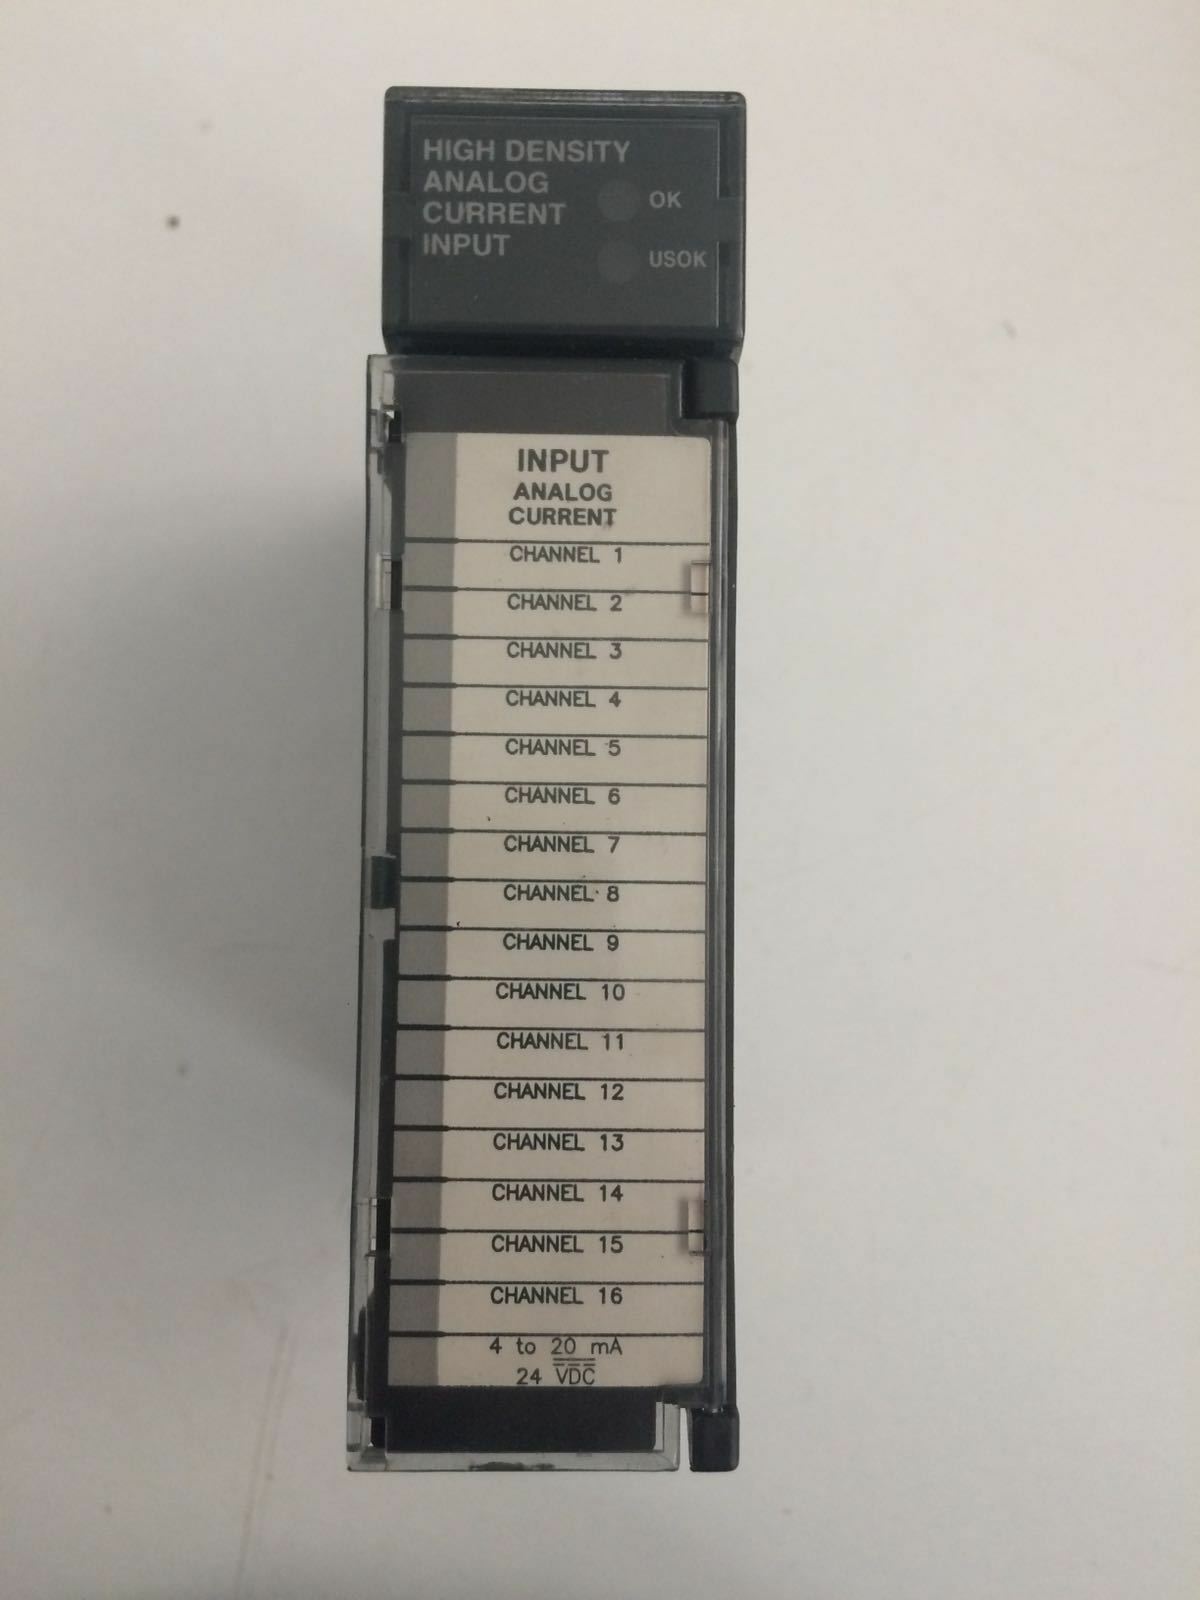 HIGH DENSITY
ANALOG
CURRENT
INPUT
OK
USOK
INPUT
ANALOG
CURRENT
CHANNEL 1
CHANNEL 2
CHANNEL 3
CHANNEL 4
CHANNEL 5
CHANNEL 6
CHANNEL 7
CHANNEL 8
CHANNEL 9
CHANNEL 10
CHANNEL 11
CHANNEL 12
CHANNEL 13
CHANNEL 14
CHANNEL 15
CHANNEL 16
4 to 20 mA
24 VDC